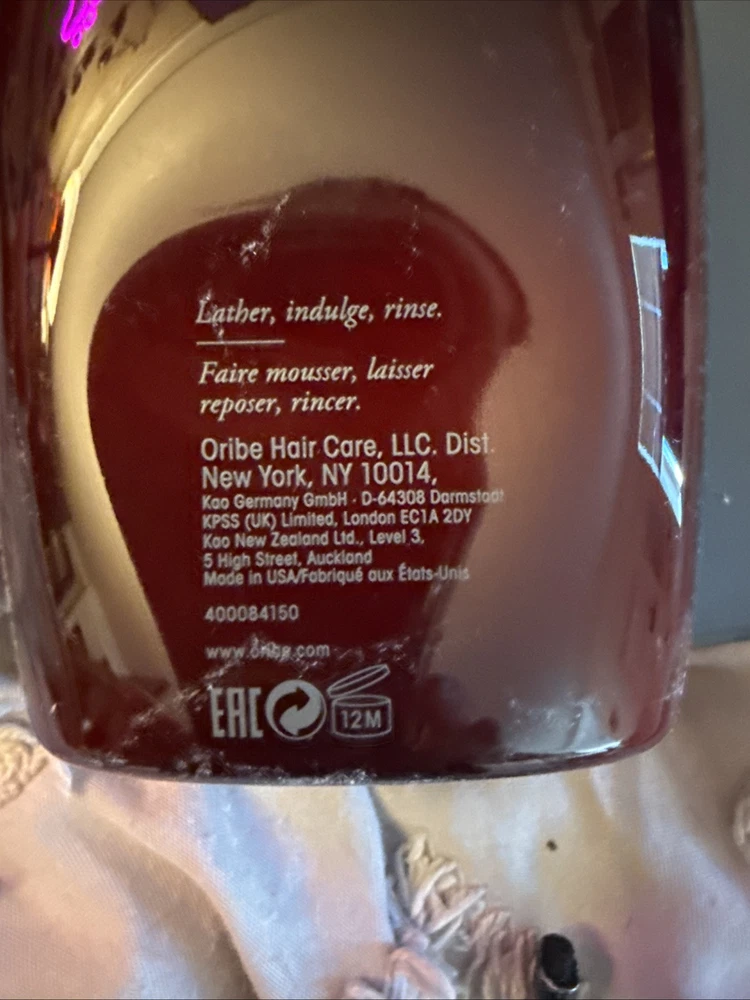 Lather, indulge, rinse.
Faire mousser, laisser
reposer, rincer.
Oribe Hair Care, LLC. Dist.
New York, NY 10014,
Kao Germany GmbH · D-64308 Darmstadt
KPSS (UK) Limited, London EC1A 2DY
Kao New Zealand Ltd., Level 3,
5 High Street, Auckland
Made in USA/Fabriqué aux États-Unis
400084150
www.oribe.com
EAC 12M